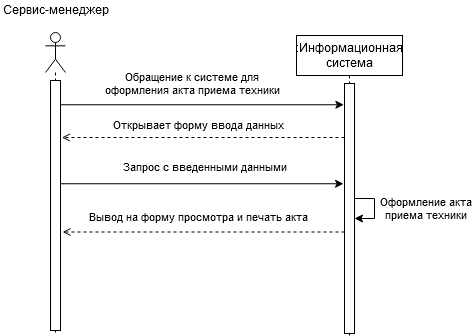 Сервис-менеджер
:Информационная
система
Обращение к системе для
оформления акта приема техники
Открывает форму ввода данных
Запрос с введенными данными
Оформление акта
приема техники
Вывод на форму просмотра и печать акта